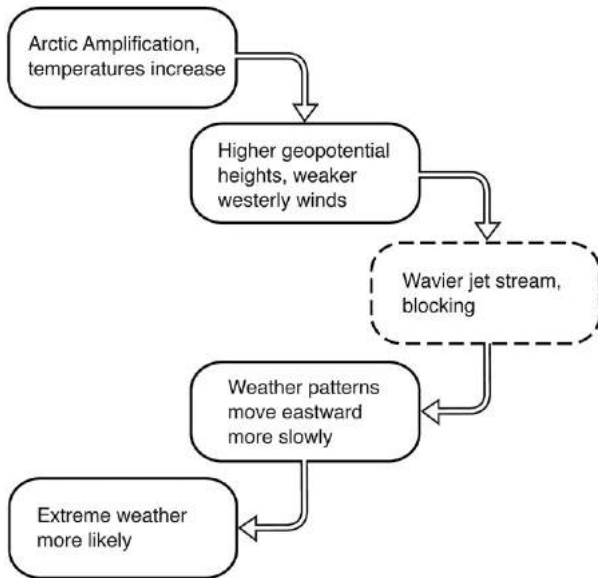 Arctic Amplification,
temperatures increase
Higher geopotential
heights, weaker
westerly winds
Wavier jet stream,
blocking
Weather patterns
move eastward
more slowly
Extreme weather
more likely